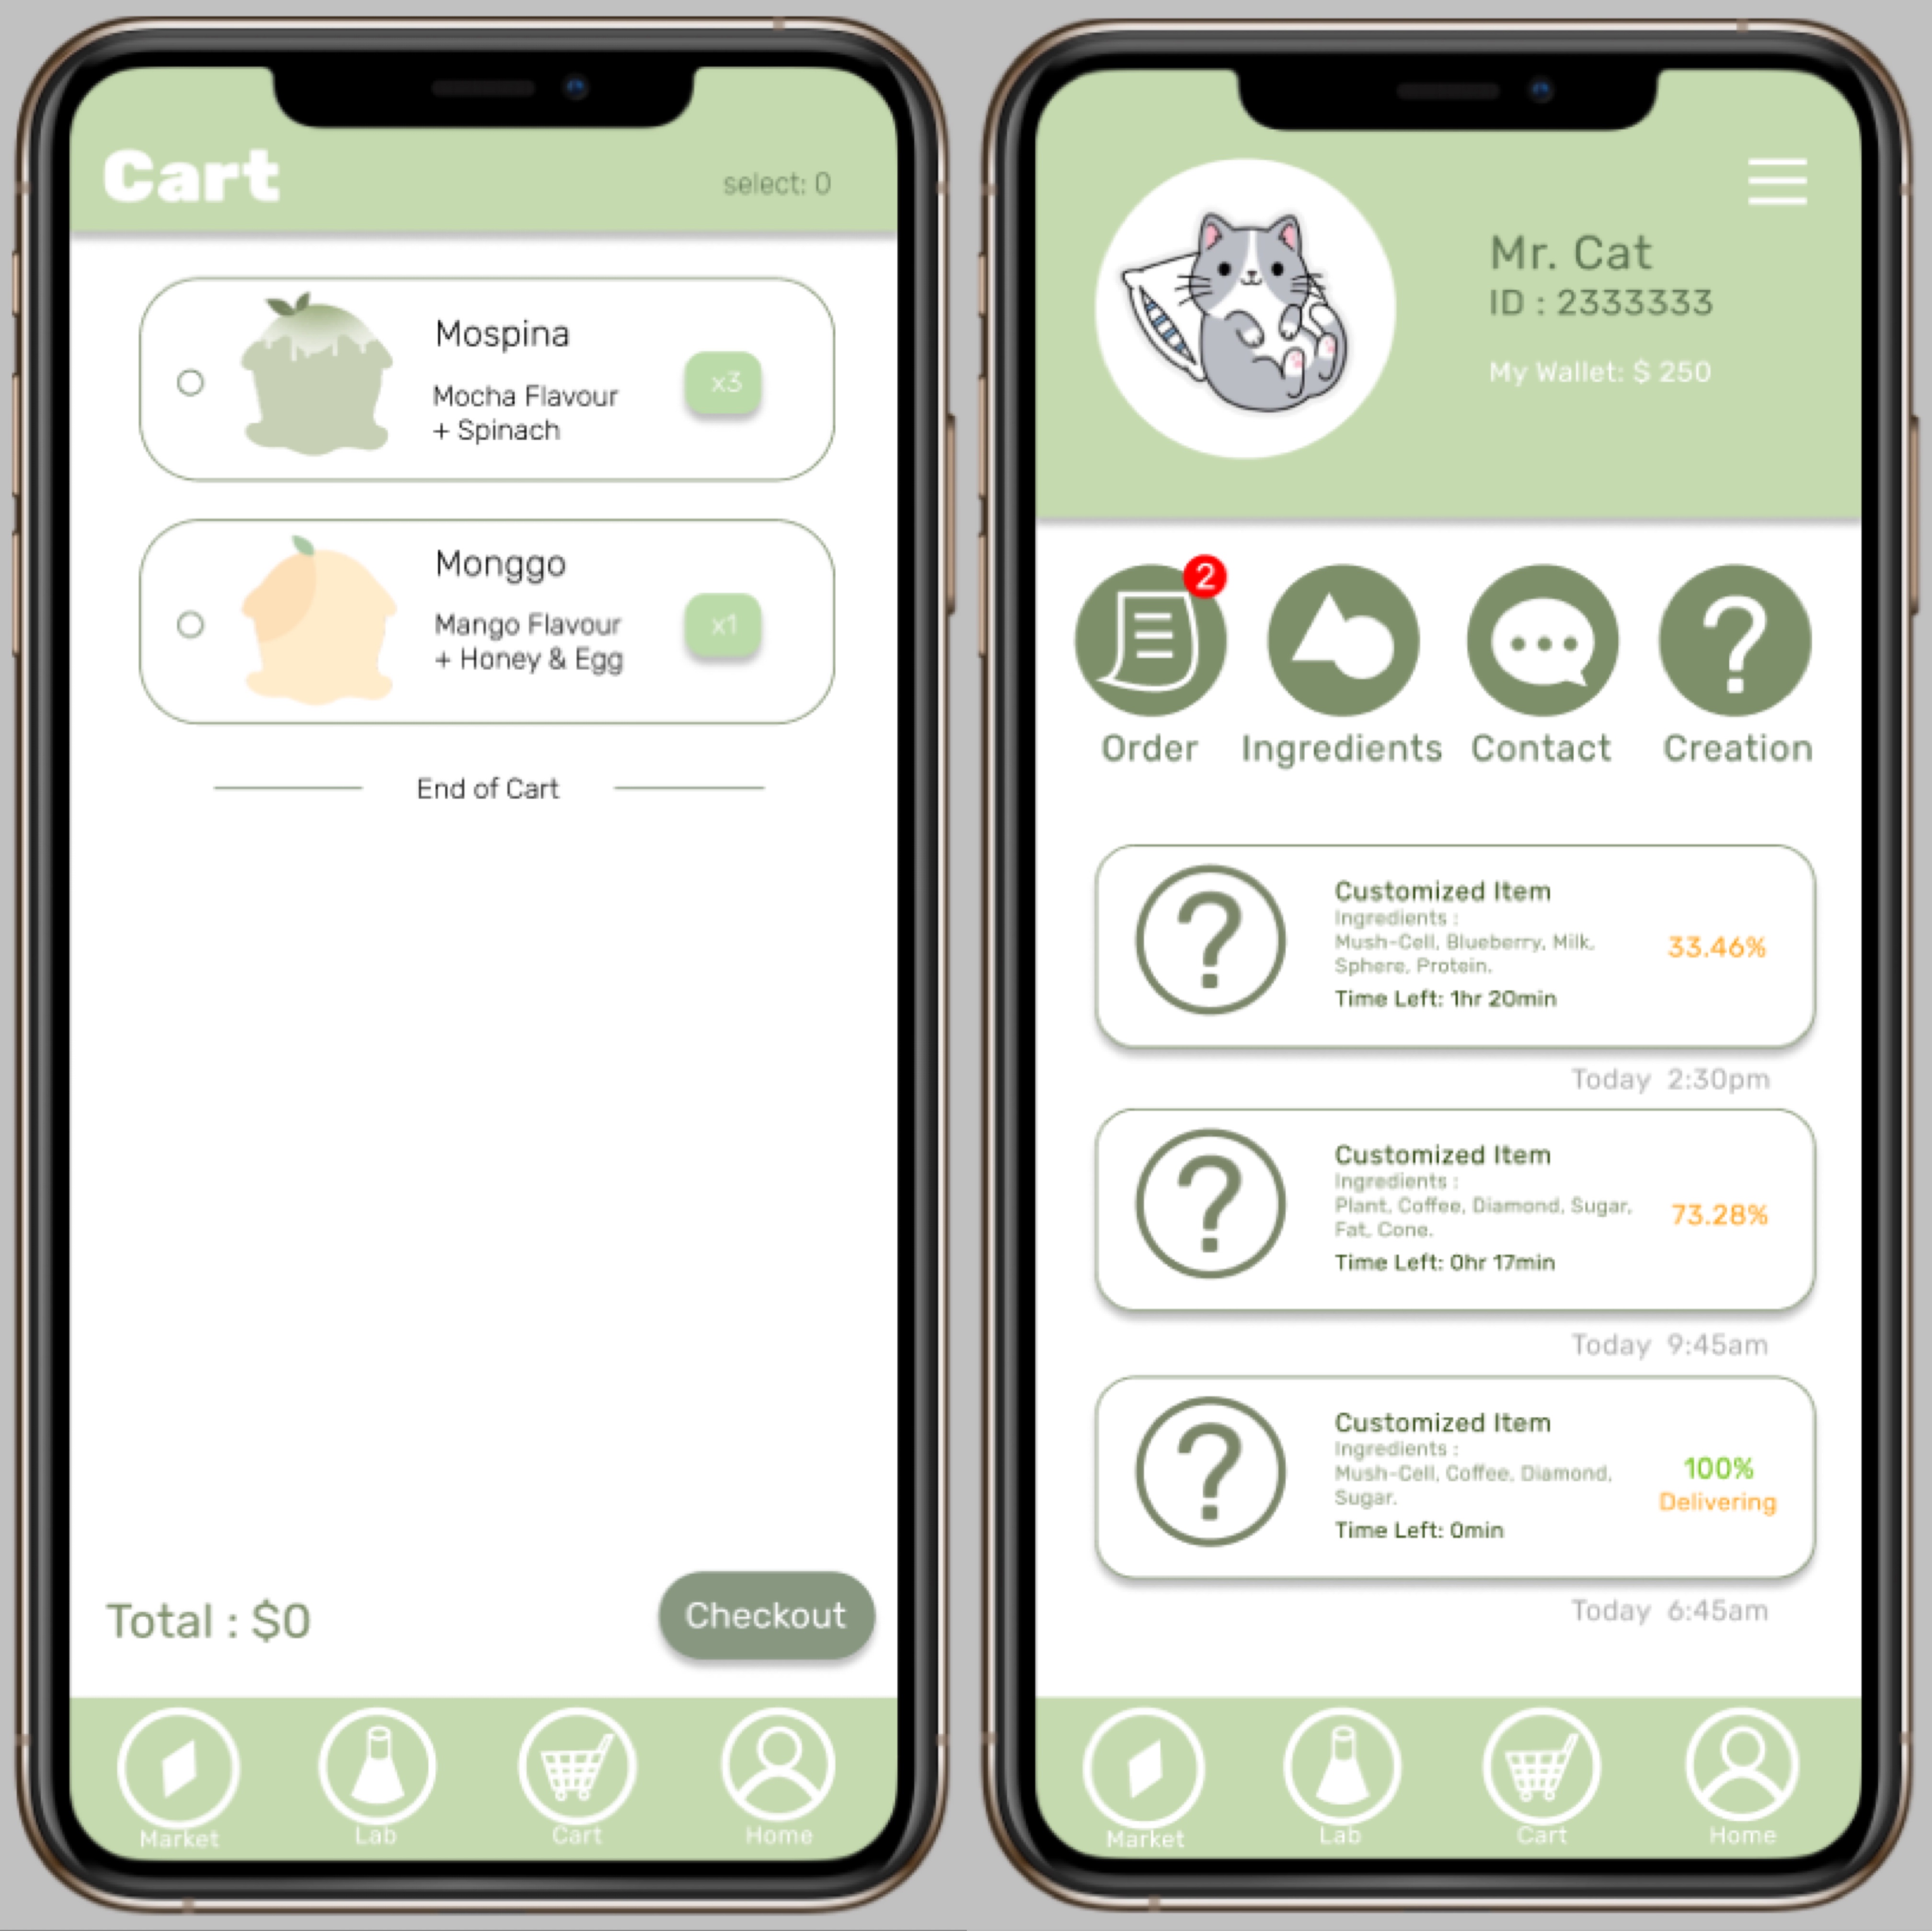 Cart
select: 0
Mospina
Mocha Flavour
+ Spinach
x3
Monggo
Mango Flavour
+ Honey & Egg
x1
End of Cart
Total : $0
Checkout
Market
Lab
Cart
Home
Mr. Cat
ID : 2333333
My Wallet: $ 250
2
Order
Ingredients
Contact
Creation
Customized Item
Ingredients :
Mush-Cell, Blueberry, Milk,
Sphere, Protein.
Time Left: 1hr 20min
33.46%
Today 2:30pm
Customized Item
Ingredients :
Plant, Coffee, Diamond, Sugar,
Fat, Cone.
Time Left: 0hr 17min
73.28%
Today 9:45am
Customized Item
Ingredients :
Mush-Cell, Coffee, Diamond,
Sugar.
Time Left: 0min
100%
Delivering
Today 6:45am
Market
Lab
Cart
Home